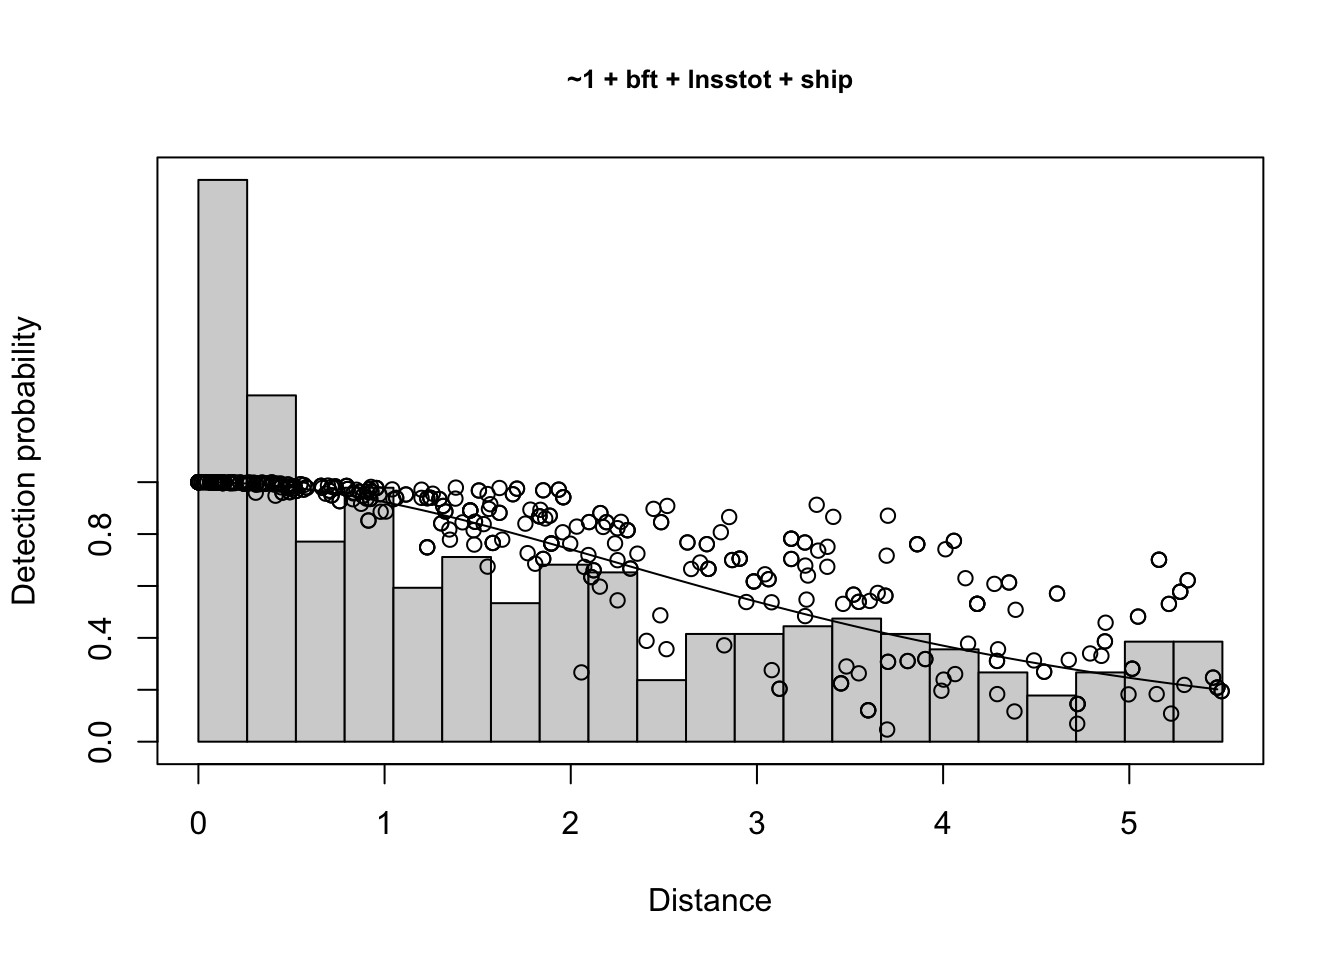 ~1 + bft + lnsstot + ship
Detection probability
0.8
0.4
0.0
0 1 2 3 4 5
Distance